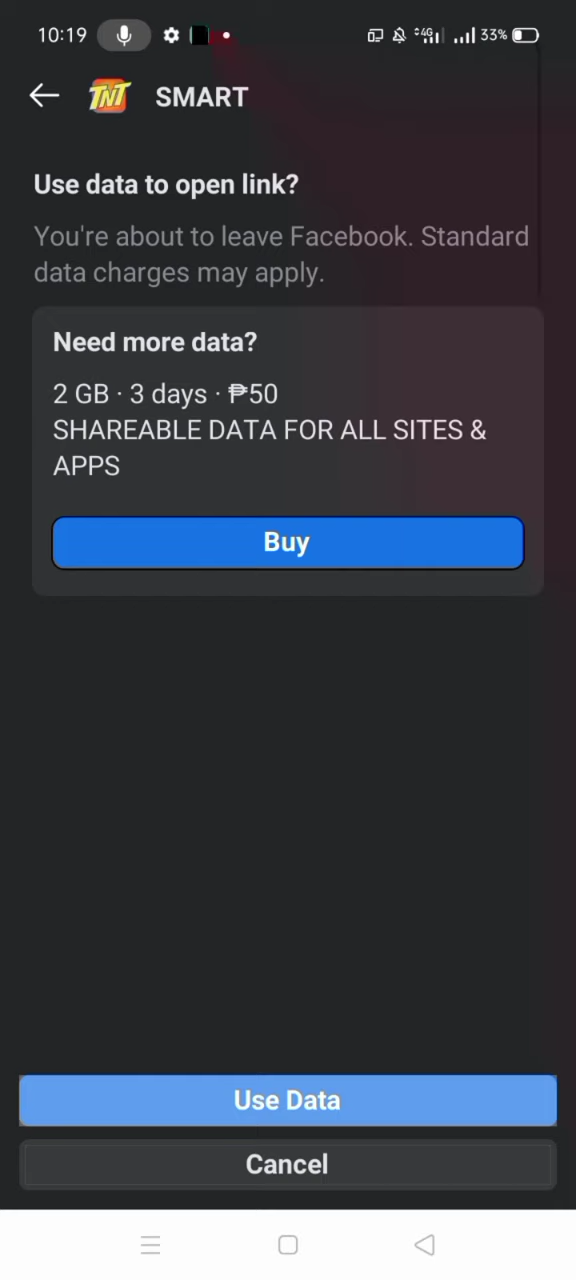 10:19 4G 33%
TNT SMART
Use data to open link?
You're about to leave Facebook. Standard
data charges may apply.
Need more data?
2 GB · 3 days · ₱50
SHAREABLE DATA FOR ALL SITES &
APPS
Buy
Use Data
Cancel